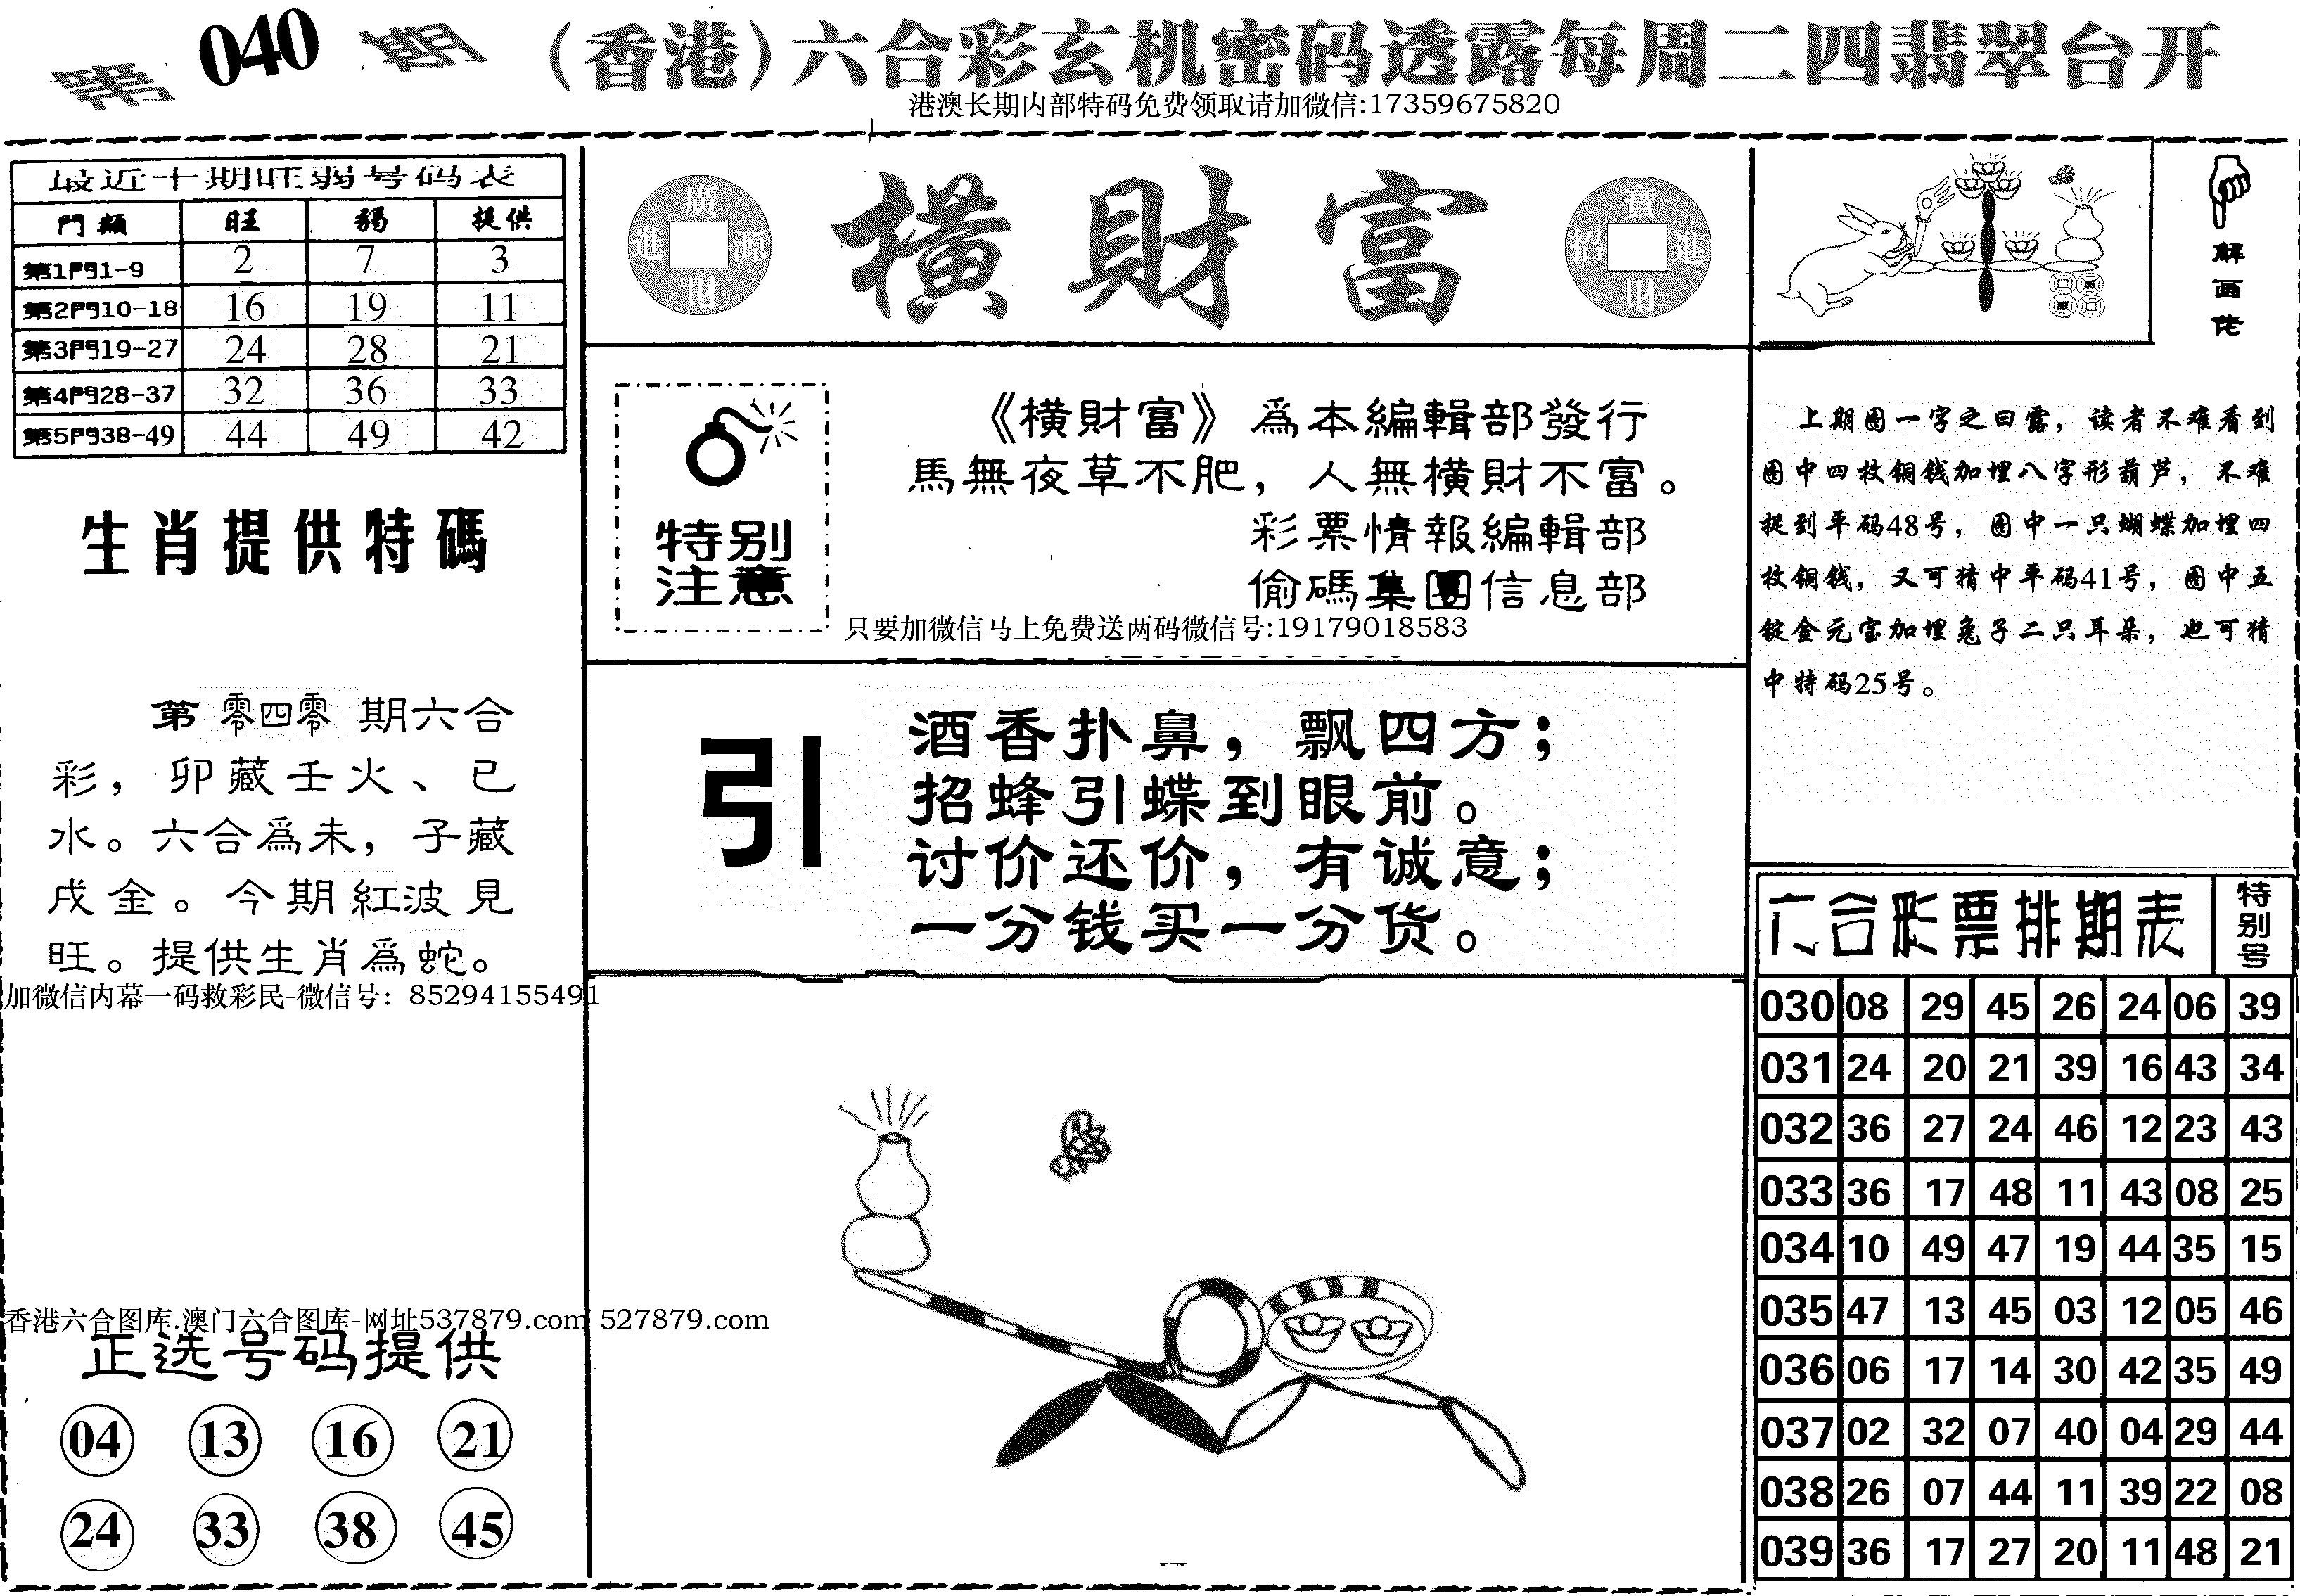 第 040 期 (香港)六合彩玄机密码透露每周二四翡翠台开
港澳长期内部特码免费领取请加微信:17359675820
最近十期旺弱号码表
門類 旺 弱 提供
第1門1-9 2 7 3
第2門10-18 16 19 11
第3門19-27 24 28 21
第4門28-37 32 36 33
第5門38-49 44 49 42
生肖提供特碼
第 零四零 期六合
彩，卯藏壬火、已
水。六合爲未，子藏
戌金。今期紅波見
旺。提供生肖爲蛇。
加微信内幕一码救彩民-微信号：85294155491
香港六合图库.澳门六合图库-网址537879.com 527879.com
正选号码提供
04 13 16 21
24 33 38 45
廣 進 源 財
橫財富
寶 招 進 財
特别
注意
《橫財富》爲本編輯部發行
馬無夜草不肥，人無橫財不富。
彩票情報編輯部
偷碼集團信息部
只要加微信马上免费送两码微信号:19179018583
引
酒香扑鼻，飘四方；
招蜂引蝶到眼前。
讨价还价，有诚意；
一分钱买一分货。
解画佬
上期图一字之曰露，读者不难看到
图中四枚铜钱加埋八字形葫芦，不难
捉到平码48号，图中一只蝴蝶加埋四
枚铜钱，又可猜中平码41号，图中五
锭金元宝加埋兔子二只耳朵，也可猜
中特码25号。
六合彩票排期表 特别号
030 08 29 45 26 24 06 39
031 24 20 21 39 16 43 34
032 36 27 24 46 12 23 43
033 36 17 48 11 43 08 25
034 10 49 47 19 44 35 15
035 47 13 45 03 12 05 46
036 06 17 14 30 42 35 49
037 02 32 07 40 04 29 44
038 26 07 44 11 39 22 08
039 36 17 27 20 11 48 21